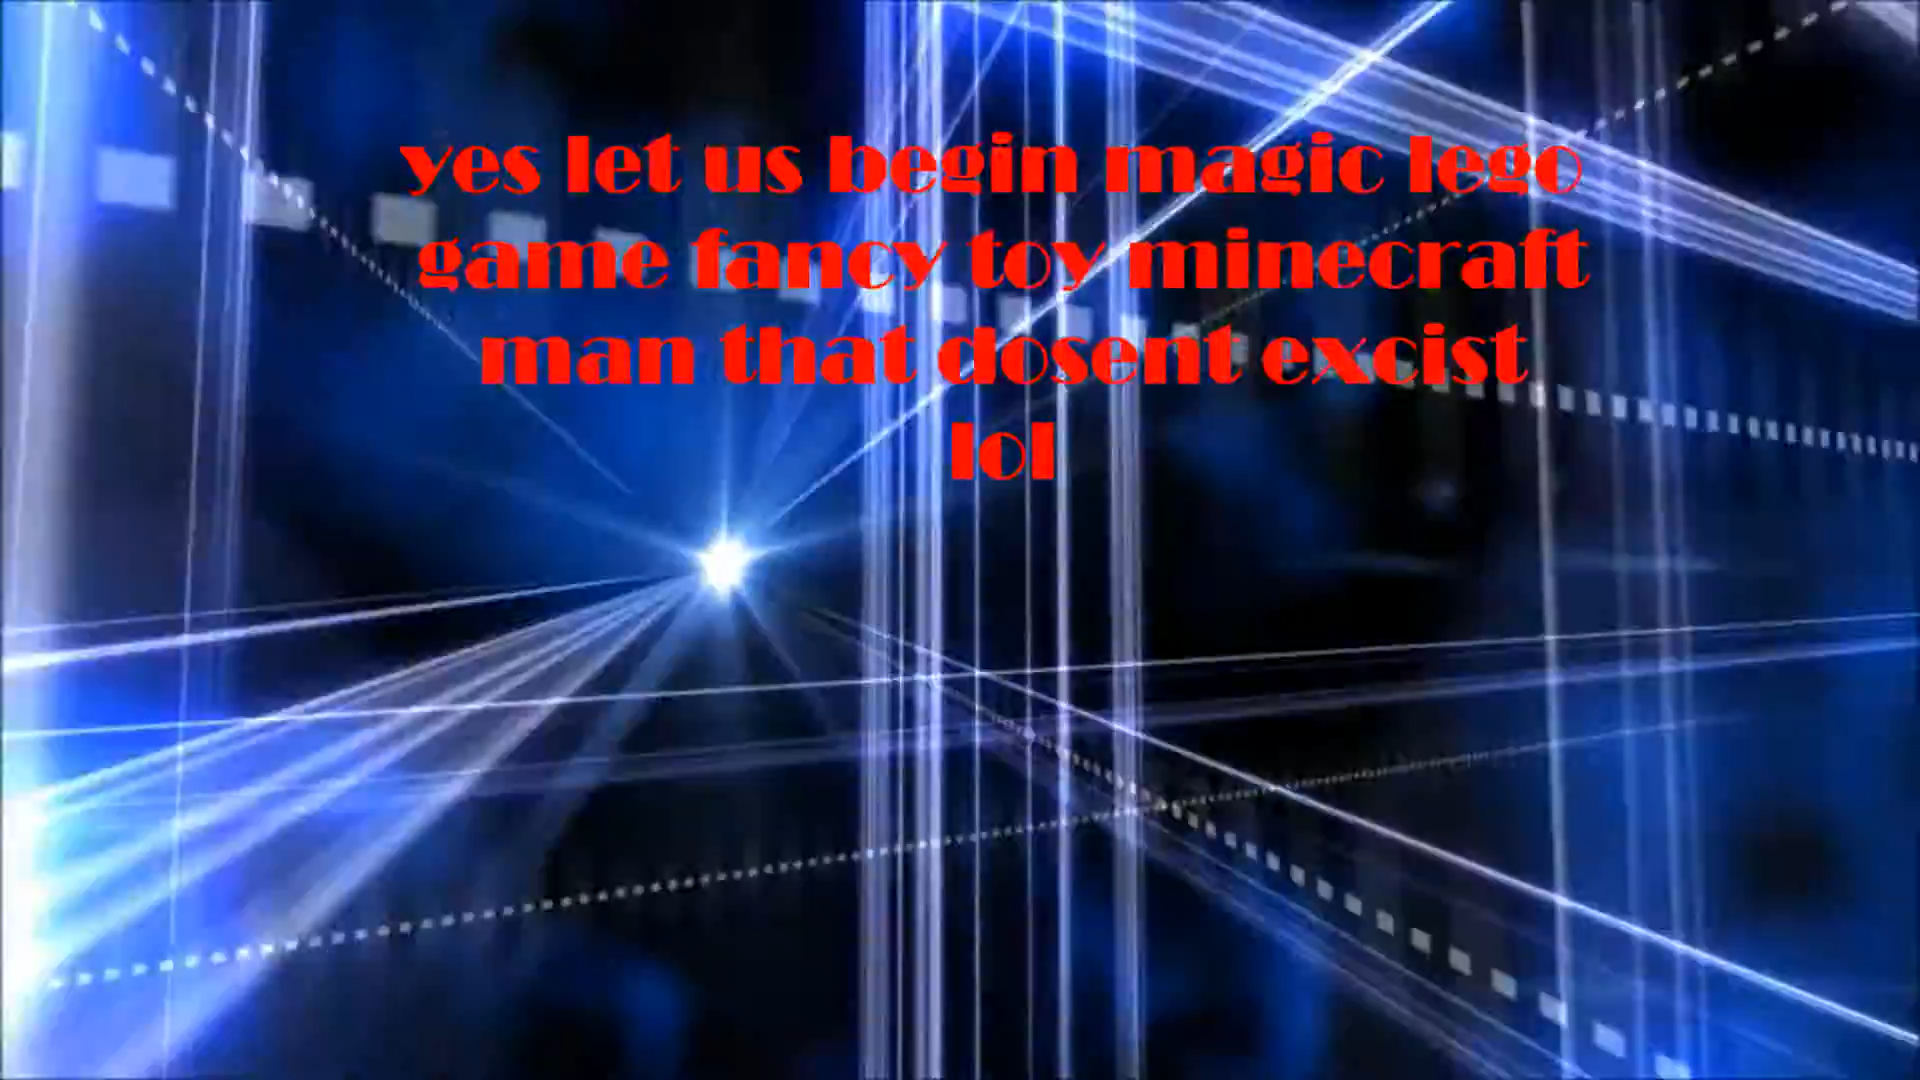 yes let us begin magic lego
game fancy toy minecraft
man that dosent excist
lol